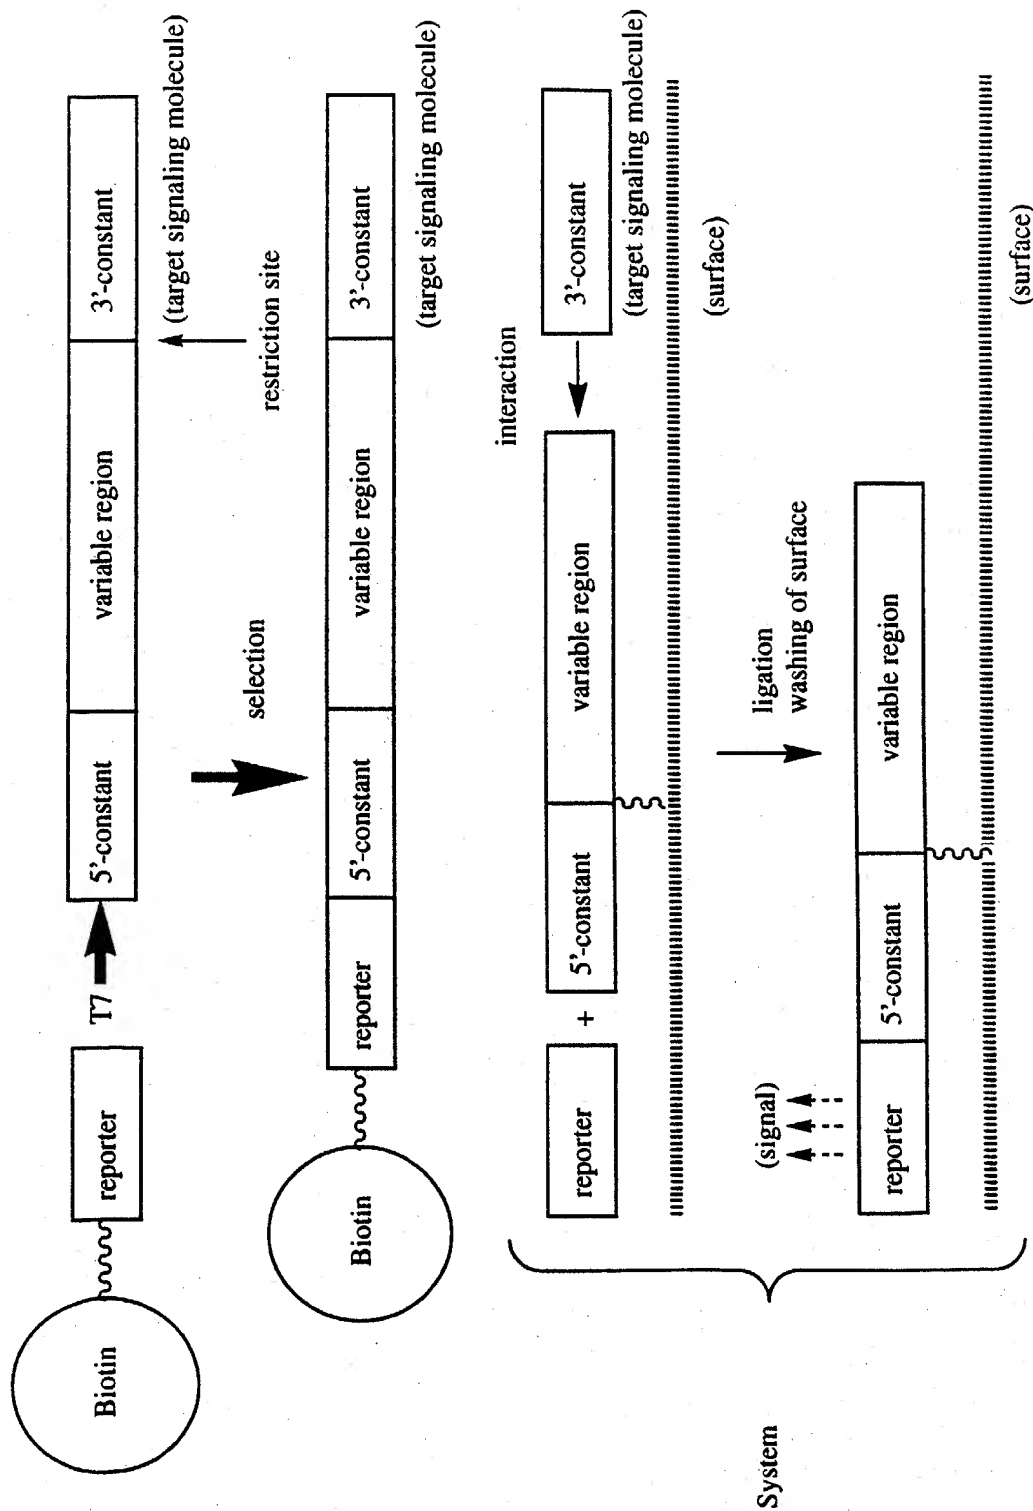 Biotin
reporter
T7
5'-constant
variable region
3'-constant
(target signaling molecule)
selection
restriction site
Biotin
reporter
5'-constant
variable region
3'-constant
(target signaling molecule)
interaction
reporter
+
5'-constant
variable region
3'-constant
(target signaling molecule)
(surface)
ligation
washing of surface
(signal)
reporter
5'-constant
variable region
(surface)
System